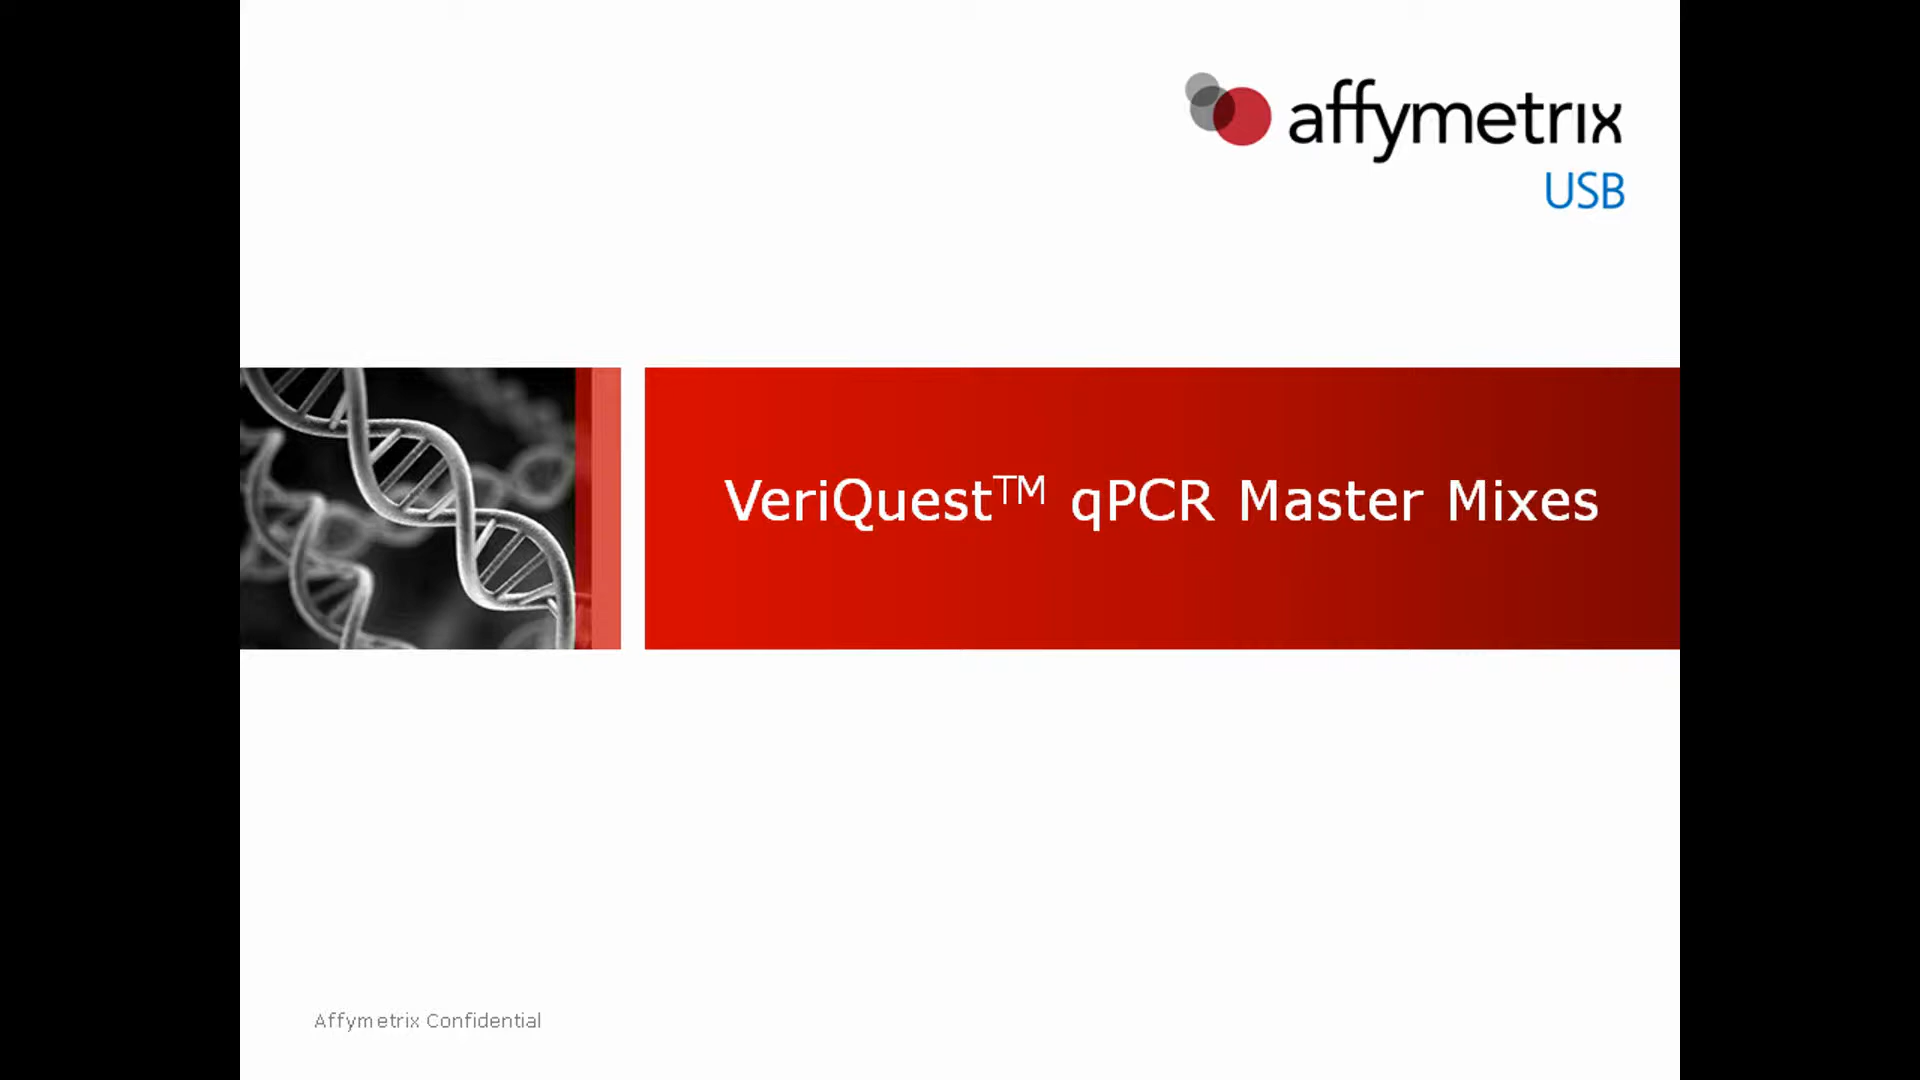 affymetrix
USB
VeriQuest™ qPCR Master Mixes
Affymetrix Confidential